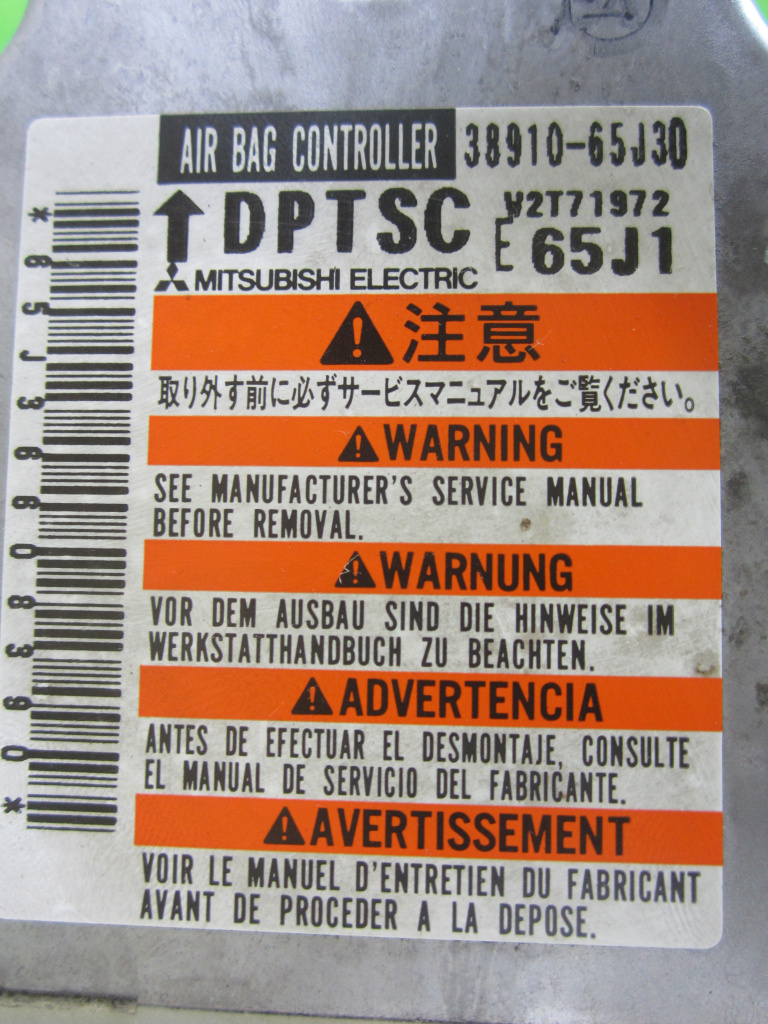 AIR BAG CONTROLLER 38910-65J30
DPTSC W2T71972
E 65J1
MITSUBISHI ELECTRIC
注意
取り外す前に必ずサービスマニュアルをご覧ください。
WARNING
SEE MANUFACTURER'S SERVICE MANUAL
BEFORE REMOVAL.
WARNUNG
VOR DEM AUSBAU SIND DIE HINWEISE IM
WERKSTATTHANDBUCH ZU BEACHTEN.
ADVERTENCIA
ANTES DE EFECTUAR EL DESMONTAJE, CONSULTE
EL MANUAL DE SERVICIO DEL FABRICANTE.
AVERTISSEMENT
VOIR LE MANUEL D'ENTRETIEN DU FABRICANT
AVANT DE PROCEDER A LA DEPOSE.
*65J36608390*